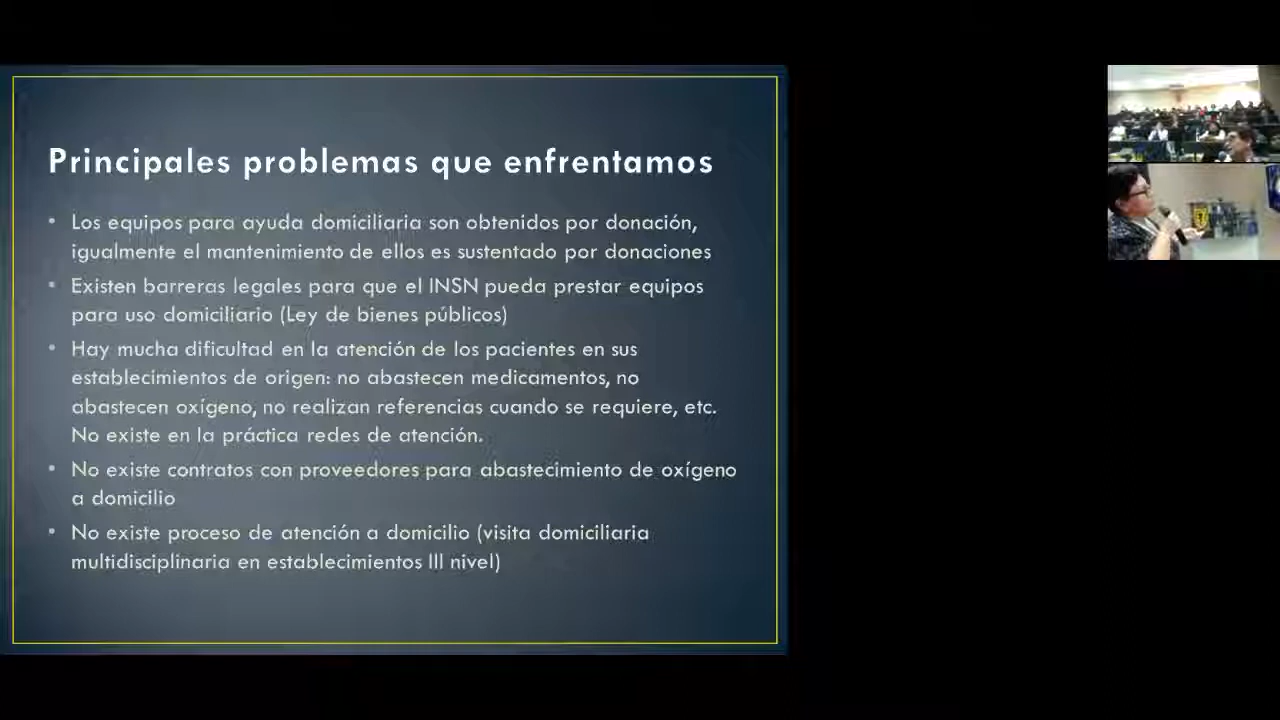 Principales problemas que enfrentamos
• Los equipos para ayuda domiciliaria son obtenidos por donación,
igualmente el mantenimiento de ellos es sustentado por donaciones
• Existen barreras legales para que el INSN pueda prestar equipos
para uso domiciliario (Ley de bienes públicos)
• Hay mucha dificultad en la atención de los pacientes en sus
establecimientos de origen: no abastecen medicamentos, no
abastecen oxígeno, no realizan referencias cuando se requiere, etc.
No existe en la práctica redes de atención.
• No existe contratos con proveedores para abastecimiento de oxígeno
a domicilio
• No existe proceso de atención a domicilio (visita domiciliaria
multidisciplinaria en establecimientos III nivel)